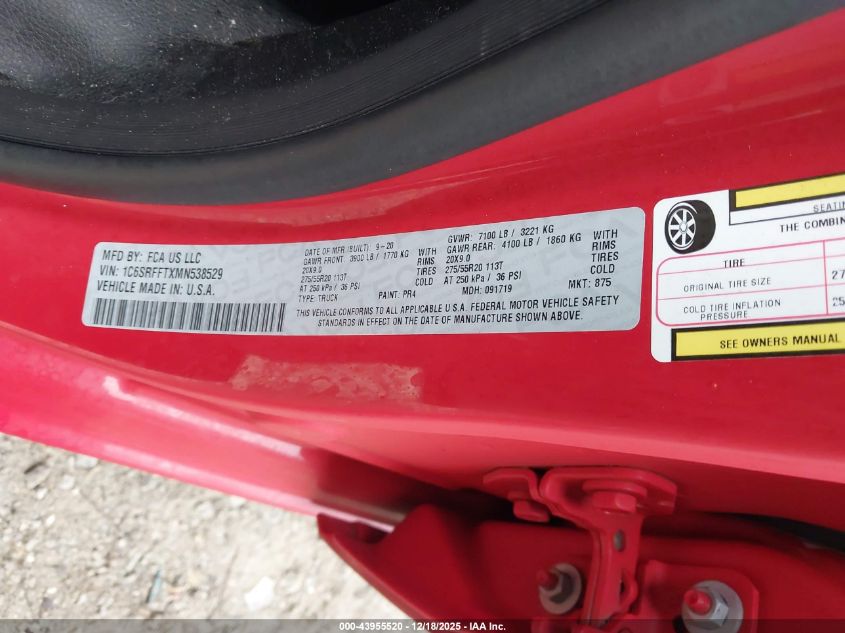 MFD BY: FCA US LLC
VIN: 1C6SRFFTXMN538529
VEHICLE MADE IN: U.S.A.
DATE OF MFR (BUILT): 9-20
GVWR: 7100 LB / 3221 KG
GAWR FRONT: 3900 LB / 1770 KG
GAWR REAR: 4100 LB / 1860 KG
WITH
20X9.0
RIMS
20X9.0
RIMS
275/55R20 113T
TIRES
275/55R20 113T
TIRES
AT 250 kPa / 36 PSI
COLD
AT 250 kPa / 36 PSI
COLD
TYPE: TRUCK
PAINT: PR4
MDH: 091719
MKT: 875
THIS VEHICLE CONFORMS TO ALL APPLICABLE U.S.A. FEDERAL MOTOR VEHICLE SAFETY
STANDARDS IN EFFECT ON THE DATE OF MANUFACTURE SHOWN ABOVE.
SEATIN
THE COMBIN
TIRE
ORIGINAL TIRE SIZE
27
COLD TIRE INFLATION
PRESSURE
25
SEE OWNERS MANUAL
000-43955520 - 12/18/2025 - IAA Inc.